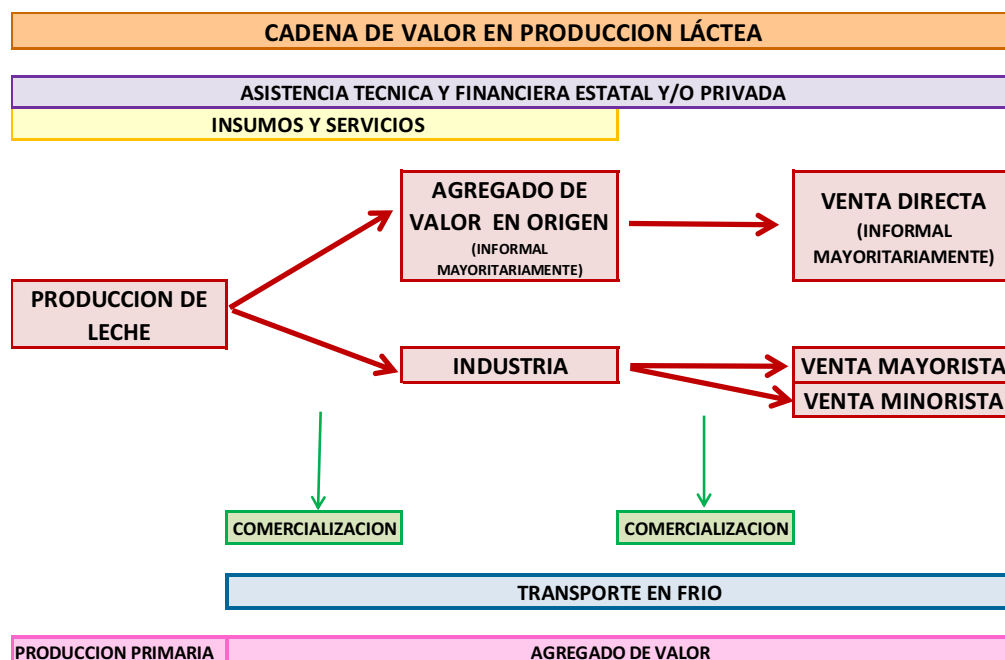 CADENA DE VALOR EN PRODUCCION LÁCTEA
ASISTENCIA TECNICA Y FINANCIERA ESTATAL Y/O PRIVADA
INSUMOS Y SERVICIOS
AGREGADO DE
VALOR EN ORIGEN
(INFORMAL
MAYORITARIAMENTE)
VENTA DIRECTA
(INFORMAL
MAYORITARIAMENTE)
PRODUCCION DE
LECHE
INDUSTRIA
VENTA MAYORISTA
VENTA MINORISTA
COMERCIALIZACION
COMERCIALIZACION
TRANSPORTE EN FRIO
PRODUCCION PRIMARIA
AGREGADO DE VALOR